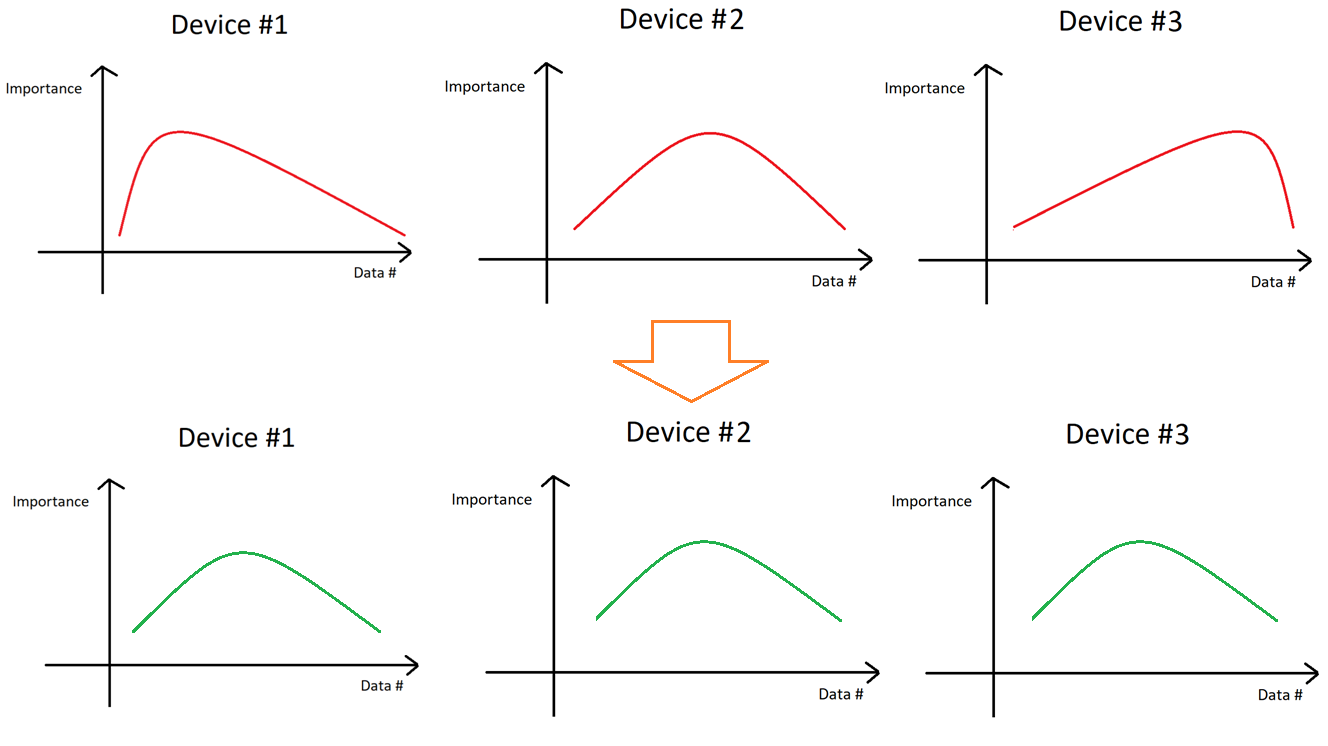 Device #1
Device #2
Device #3
Importance
Importance
Importance
Data #
Data #
Data #
Device #1
Device #2
Device #3
Importance
Importance
Importance
Data #
Data #
Data #